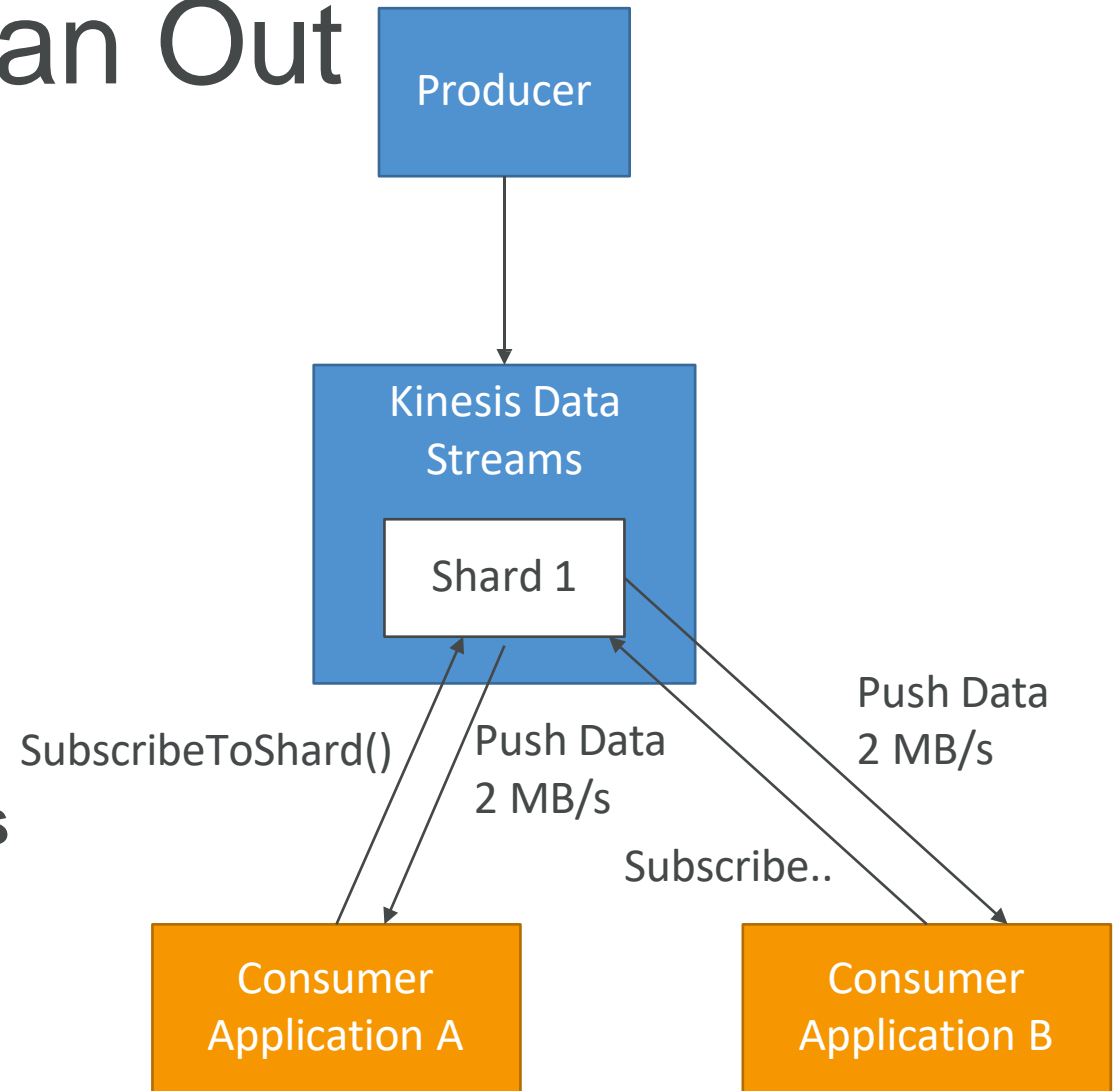 an Out
Producer
Kinesis Data
Streams
Shard 1
SubscribeToShard()
Push Data
2 MB/s
Push Data
2 MB/s
s
Subscribe..
Consumer
Application A
Consumer
Application B